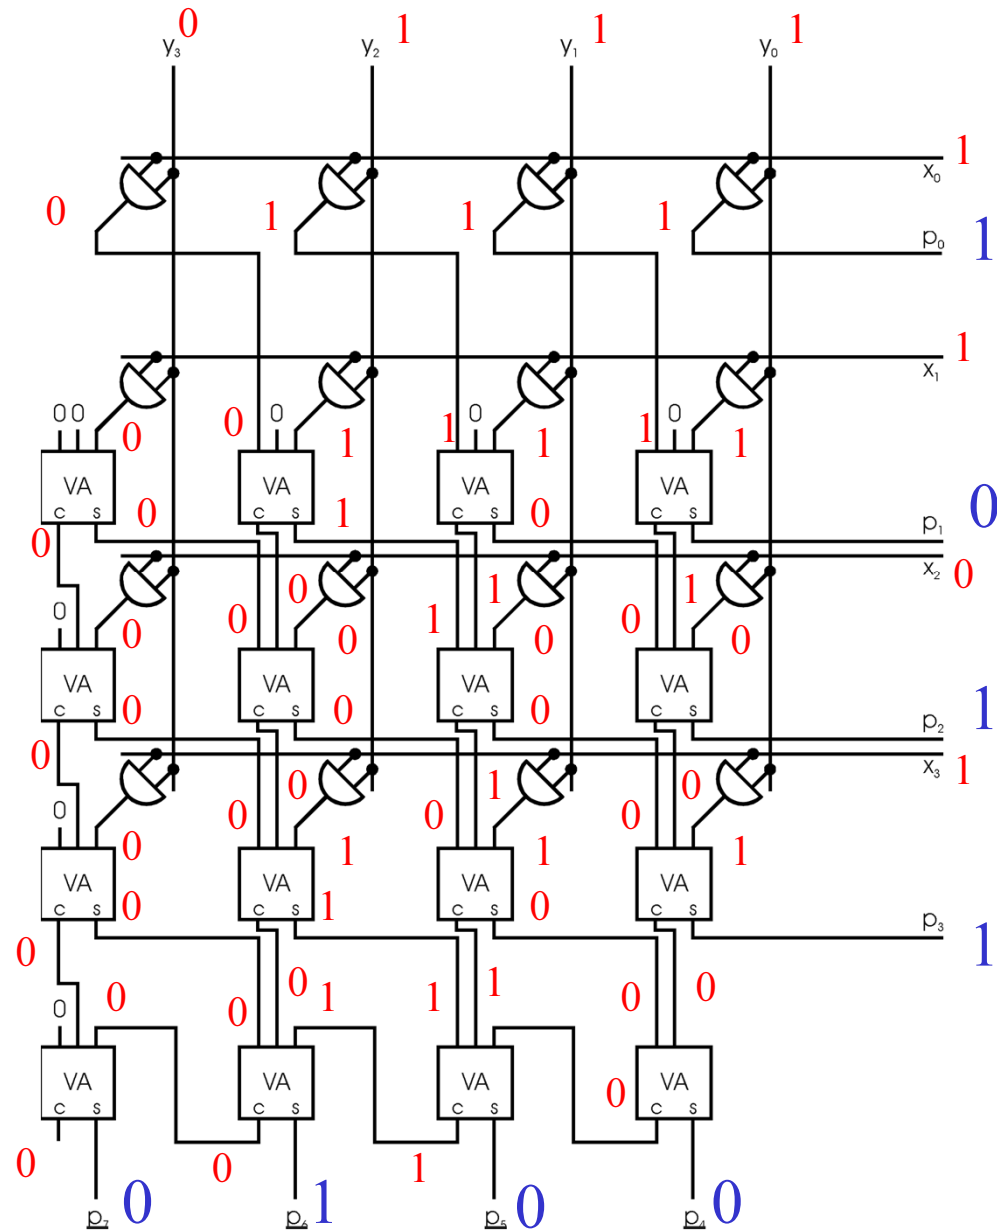 y₃ 0 y₂ 1 y₁ 1 y₀ 1
1
x₀
0 1 1 1
p₀ 1
1
x₁
0 0 0 0 0
0 1 1 1 1 1 1
VA VA VA VA
C S C S C S C S
0 1 0 0
0 p₁
x₂ 0
0 1 1
0 0 0 1 0 0 0 0
VA VA VA VA
C S C S C S C S
0 0 0 1
0 p₂
x₃ 1
0 1 0
0 0 0 0
0 1 1 1
VA VA VA VA
C S C S C S C S
0 1 0
p₃ 1
0
0 1 1 0
0 0 0 1 0
VA VA VA VA
0
C S C S C S C S
0 0 1
p₇ 0 p₆ 1 p₅ 0 p₄ 0